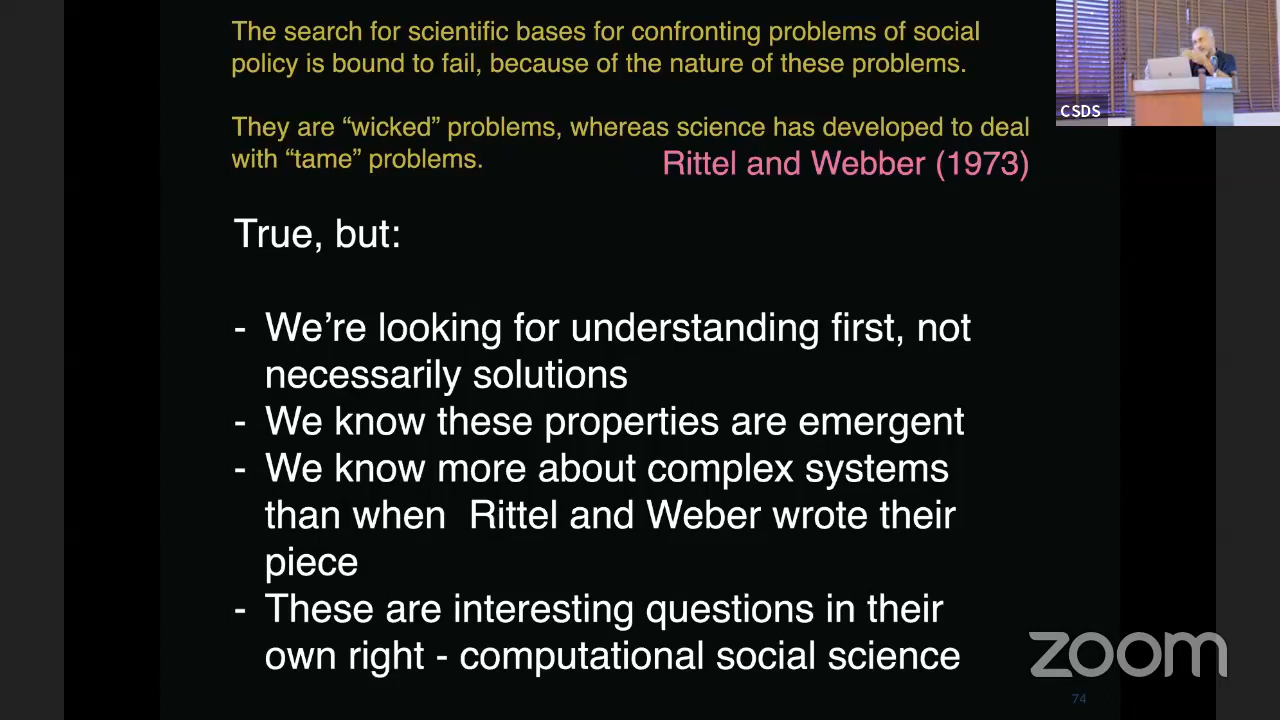 The search for scientific bases for confronting problems of social
policy is bound to fail, because of the nature of these problems.
They are “wicked” problems, whereas science has developed to deal
with “tame” problems.
Rittel and Webber (1973)
CSDS
True, but:
- We’re looking for understanding first, not
necessarily solutions
- We know these properties are emergent
- We know more about complex systems
than when Rittel and Weber wrote their
piece
- These are interesting questions in their
own right - computational social science
zoom
74